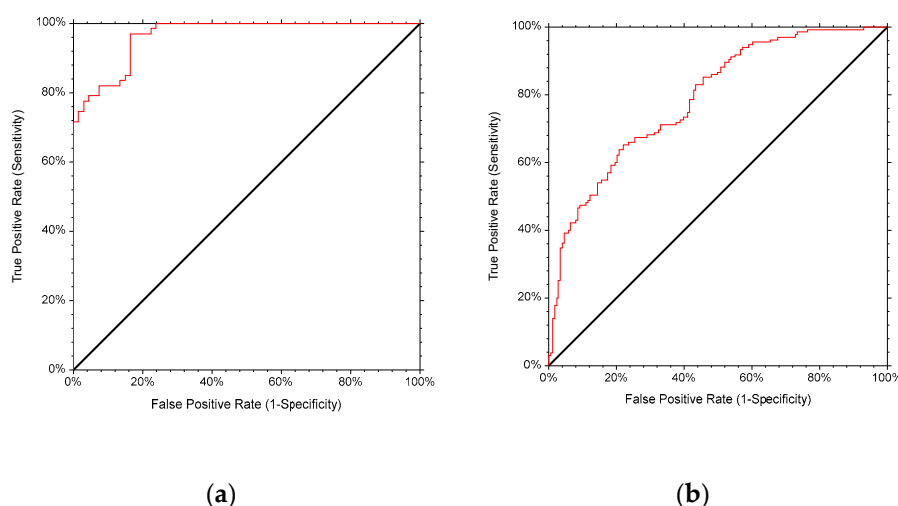 100%
80%
60%
40%
20%
0%
True Positive Rate (Sensitivity)
0% 20% 40% 60% 80% 100%
False Positive Rate (1-Specificity)
(a)
100%
80%
60%
40%
20%
0%
True Positive Rate (Sensitivity)
0% 20% 40% 60% 80% 100%
False Positive Rate (1-Specificity)
(b)